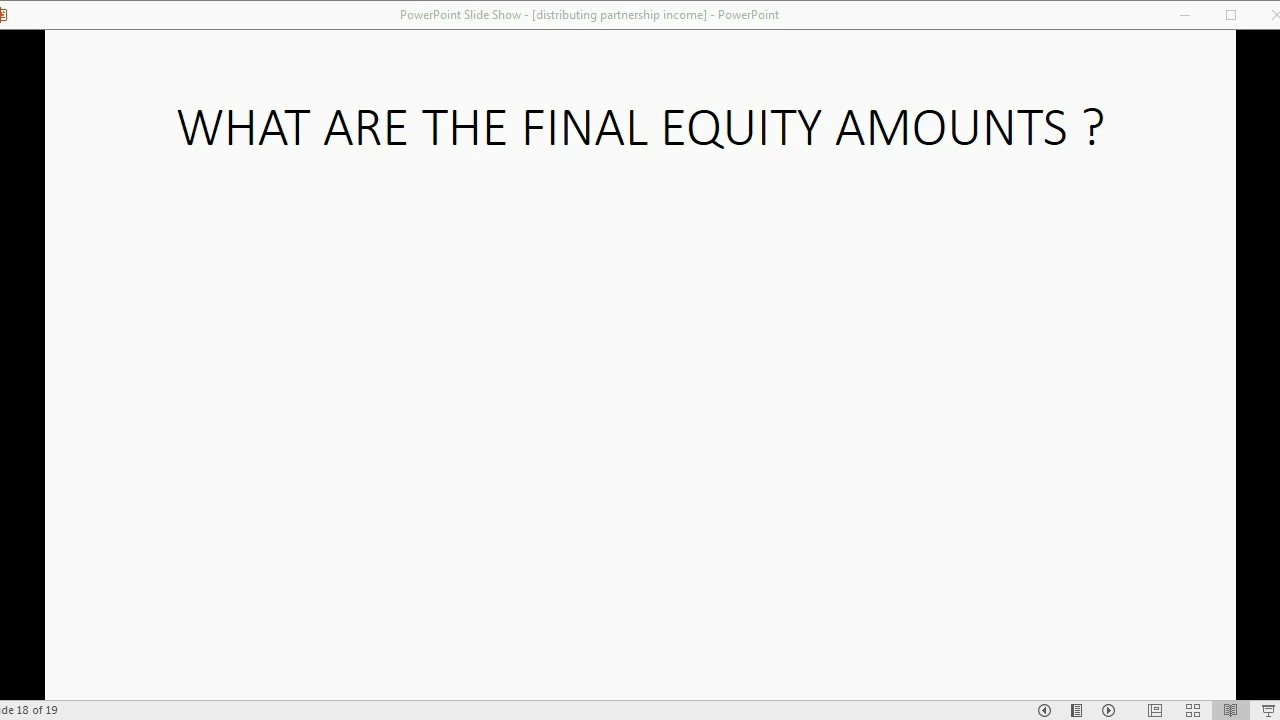 PowerPoint Slide Show - [distributing partnership income] - PowerPoint
WHAT ARE THE FINAL EQUITY AMOUNTS ?
de 18 of 19